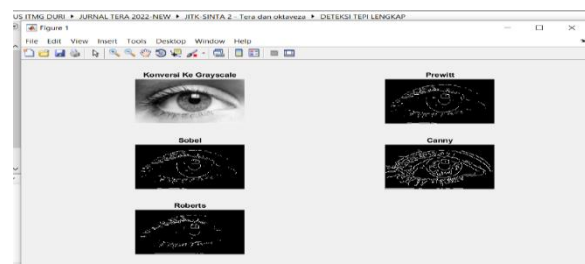 US ITMG DURI ▸ JURNAL TERA 2022-NEW ▸ JITK-SINTA 2 - Tera dan oktaveza ▸ DETEKSI TEPI LENGKAP
Figure 1
File Edit View Insert Tools Desktop Window Help
Konversi Ke Grayscale
Prewitt
Sobel
Canny
Roberts